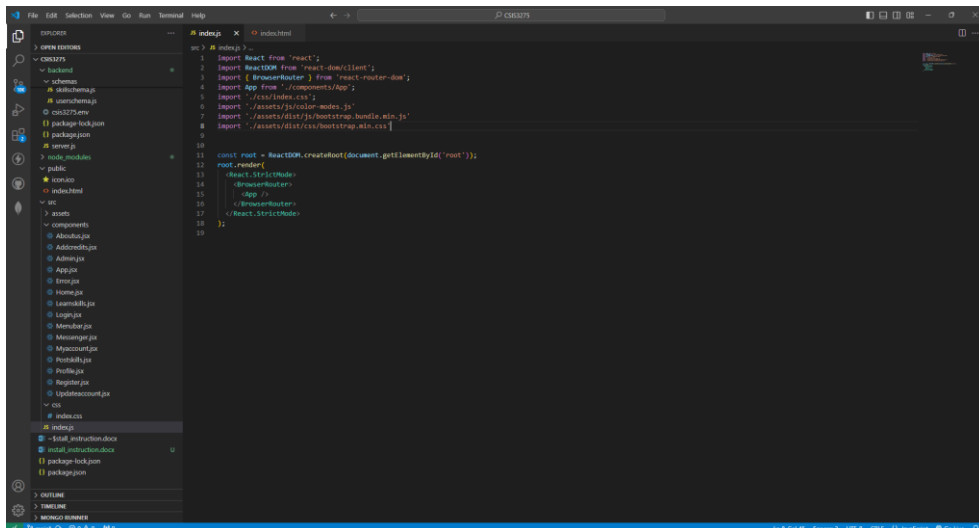 File Edit Selection View Go Run Terminal Help
CSIS3275
EXPLORER
OPEN EDITORS
CSIS3275
backend
schemas
JS skillschema.js
JS userschema.js
csis3275.env
{} package-lock.json
{} package.json
JS server.js
node_modules
public
icon.ico
index.html
src
assets
components
Aboutus.jsx
Addcredits.jsx
Admin.jsx
App.jsx
Error.jsx
Home.jsx
Learnskills.jsx
Login.jsx
Menubar.jsx
Messenger.jsx
Myaccount.jsx
Postskills.jsx
Profile.jsx
Register.jsx
Updateaccount.jsx
css
# index.css
JS index.js
~$stall_instruction.docx
install_instruction.docx U
{} package-lock.json
{} package.json
OUTLINE
TIMELINE
MONGO RUNNER
JS index.js X <> index.html
src > JS index.js > ...
1 import React from 'react';
2 import ReactDOM from 'react-dom/client';
3 import { BrowserRouter } from 'react-router-dom';
4 import App from './components/App';
5 import './css/index.css';
6 import './assets/js/color-modes.js'
7 import './assets/dist/js/bootstrap.bundle.min.js'
8 import './assets/dist/css/bootstrap.min.css'
9
10
11 const root = ReactDOM.createRoot(document.getElementById('root'));
12 root.render(
13 <React.StrictMode>
14 <BrowserRouter>
15 <App />
16 </BrowserRouter>
17 </React.StrictMode>
18 );
19